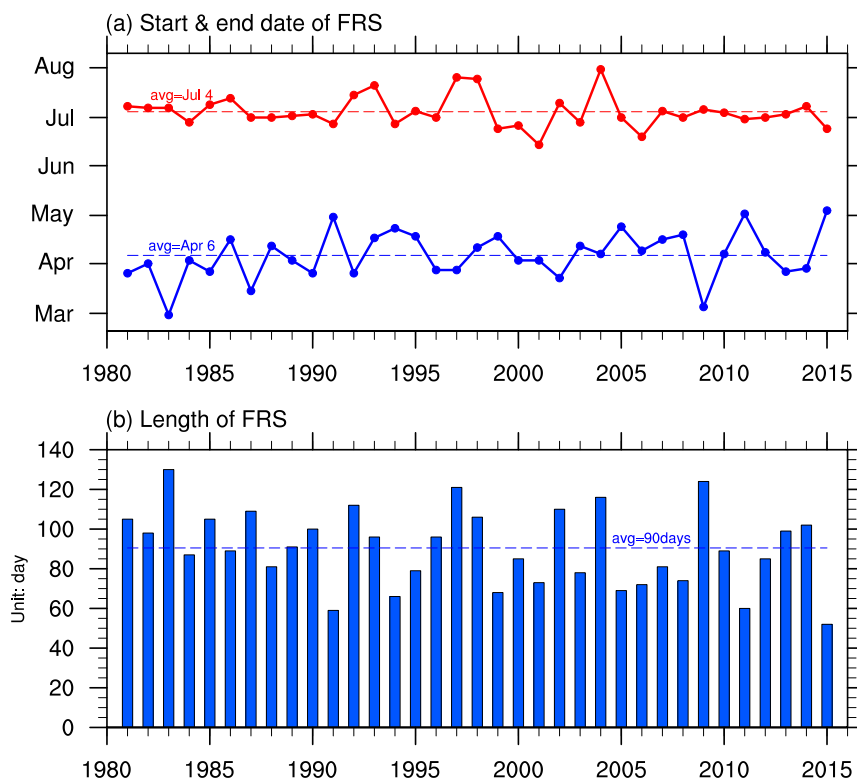 (a) Start & end date of FRS
Aug
avg=Jul 4
Jul
Jun
May
avg=Apr 6
Apr
Mar
1980 1985 1990 1995 2000 2005 2010 2015
(b) Length of FRS
140
120
100
avg=90days
80
60
40
20
0
Unit: day
1980 1985 1990 1995 2000 2005 2010 2015